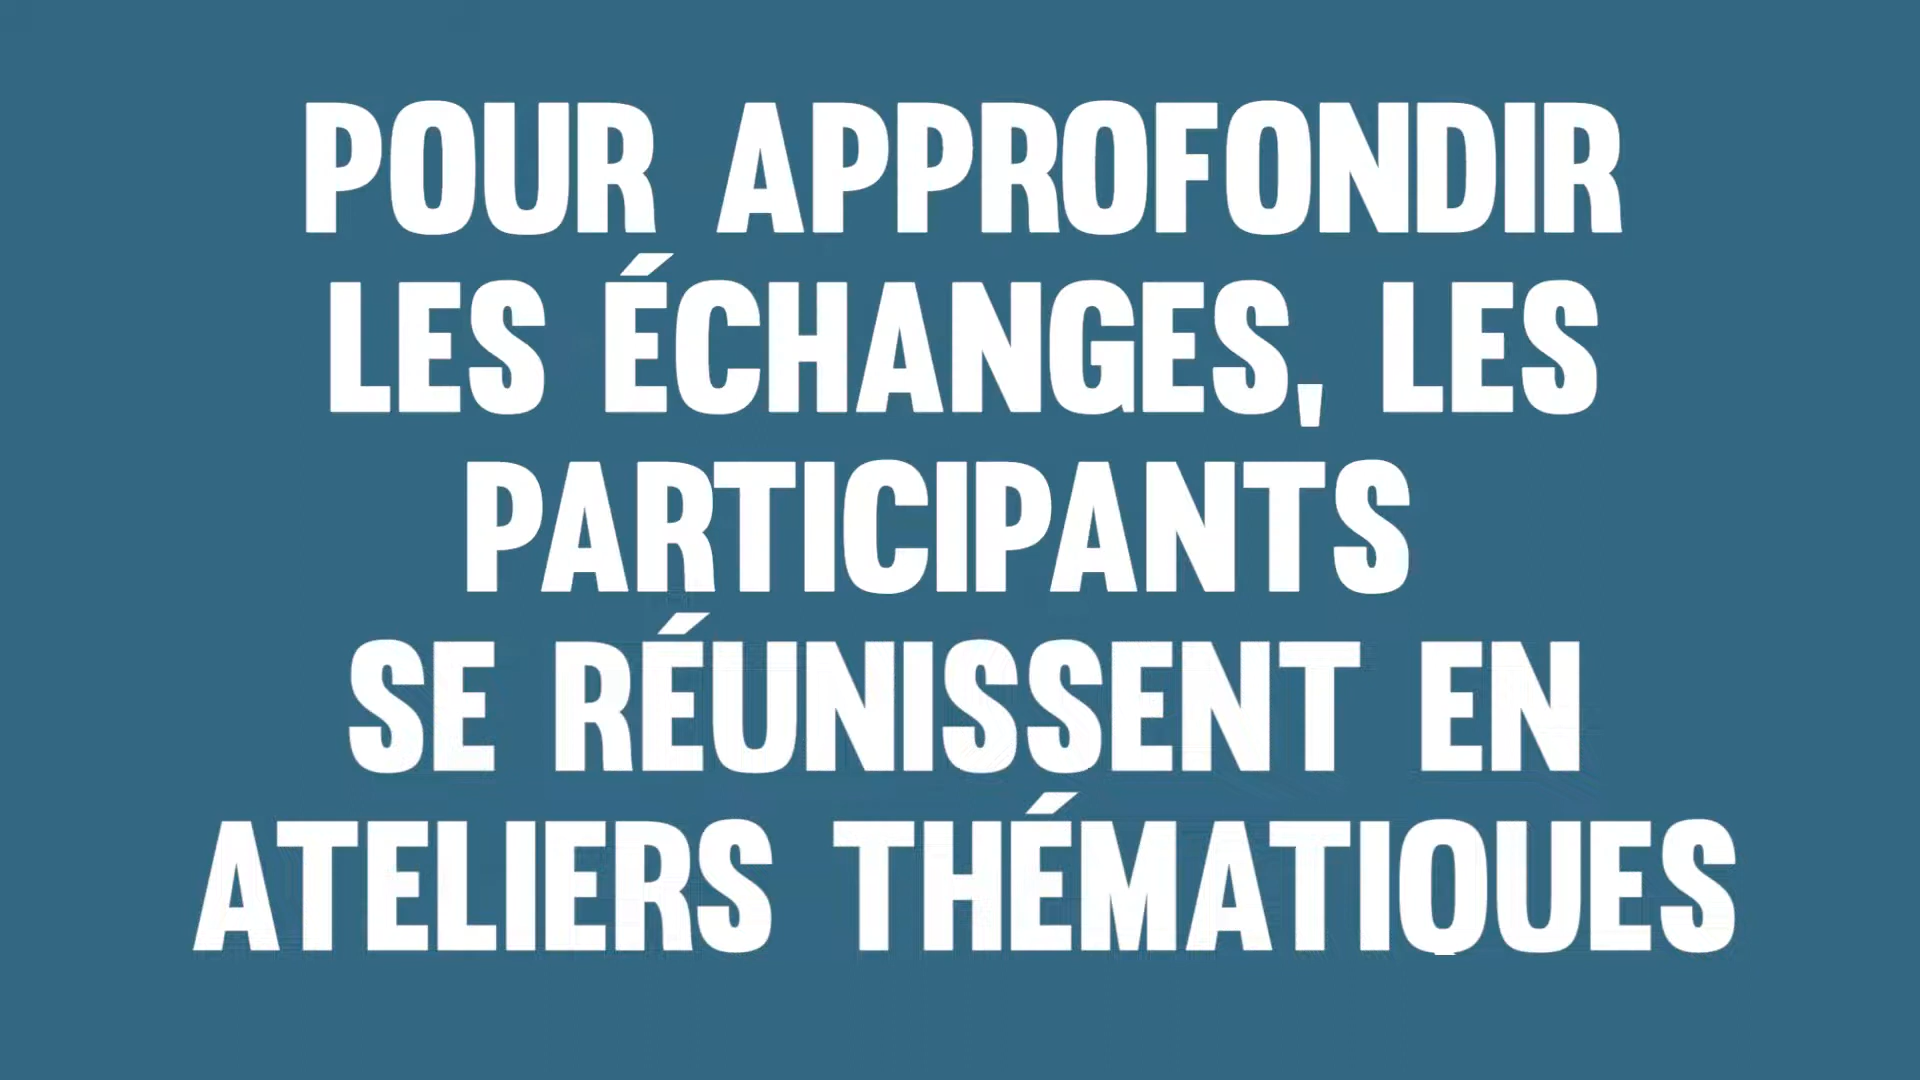 POUR APPROFONDIR
LES ÉCHANGES, LES
PARTICIPANTS
SE RÉUNISSENT EN
ATELIERS THÉMATIQUES